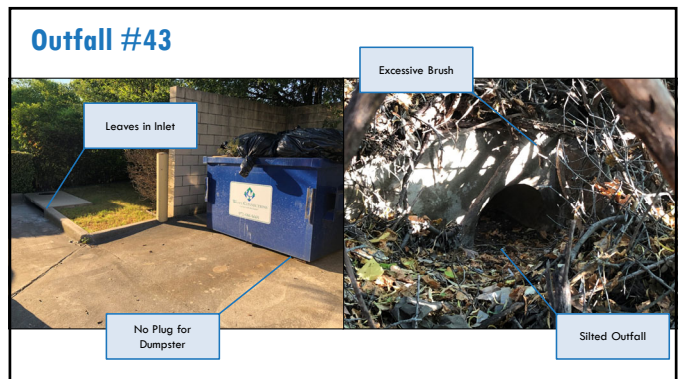 Outfall #43
Excessive Brush
Leaves in Inlet
No Plug for
Dumpster
Silted Outfall